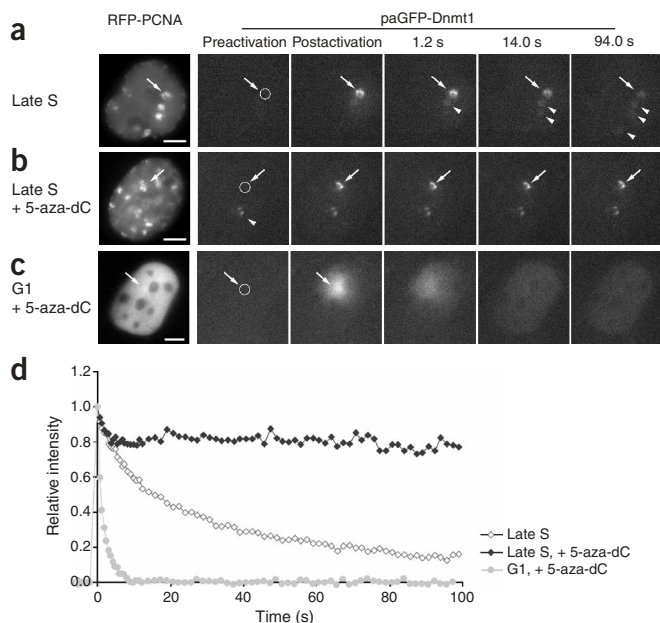 a
RFP-PCNA
paGFP-Dnmt1
Preactivation Postactivation 1.2 s 14.0 s 94.0 s
Late S
b
Late S
+ 5-aza-dC
c
G1
+ 5-aza-dC
d
1.2
1.0
0.8
0.6
0.4
0.2
0.0
Relative intensity
0 20 40 60 80 100
Time (s)
Late S
Late S, + 5-aza-dC
G1, + 5-aza-dC